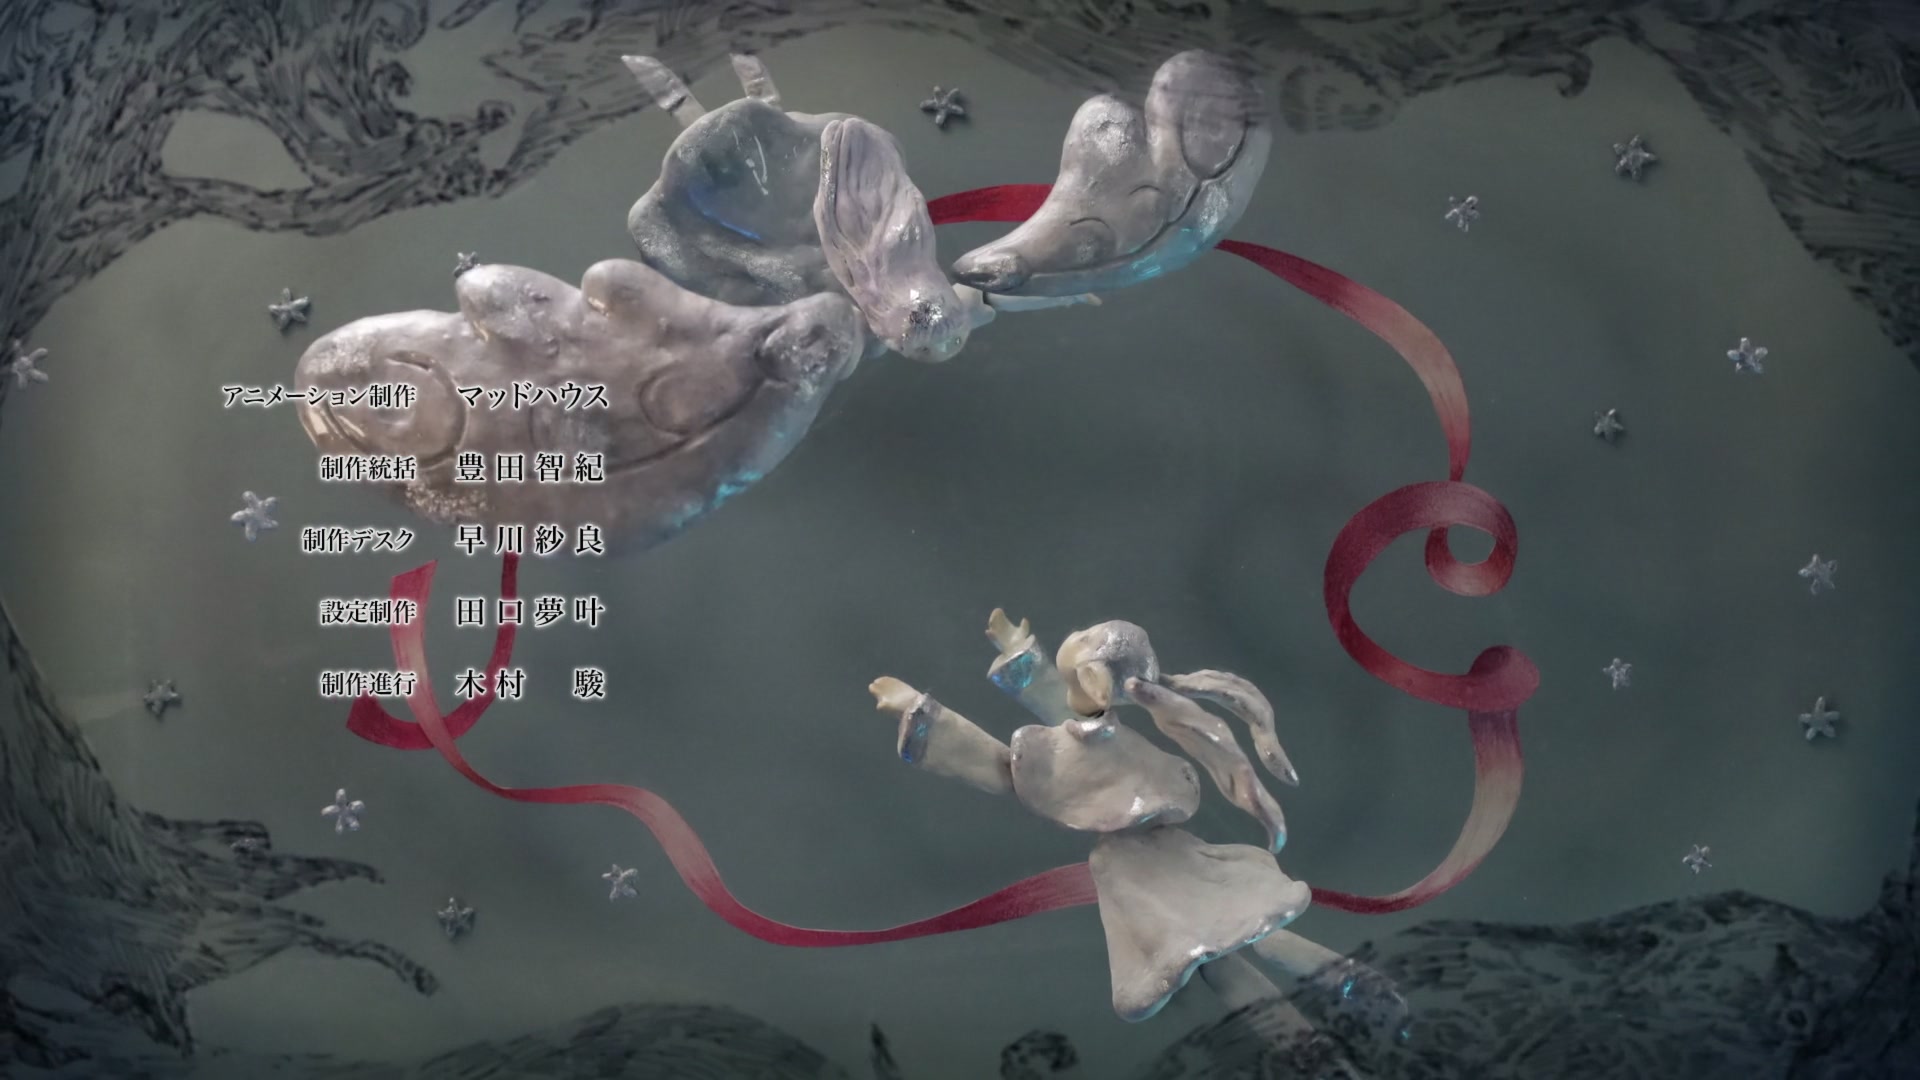 アニメーション制作 マッドハウス
制作統括 豊田智紀
制作デスク 早川紗良
設定制作 田口夢叶
制作進行 木村 駿